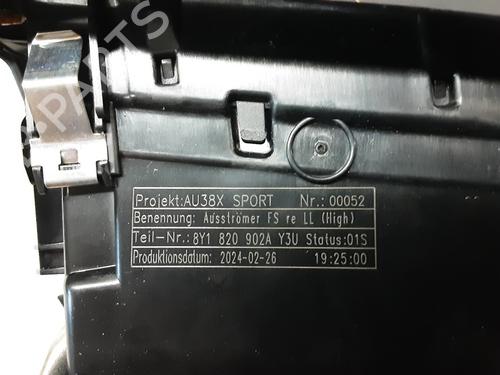 PARTS
Projekt:AU38X SPORT Nr.: 00052
Benennung: Ausströmer FS re LL (High)
Teil-Nr.: 8Y1 820 902A Y3U Status:01S
Produktionsdatum: 2024-02-26 19:25:00